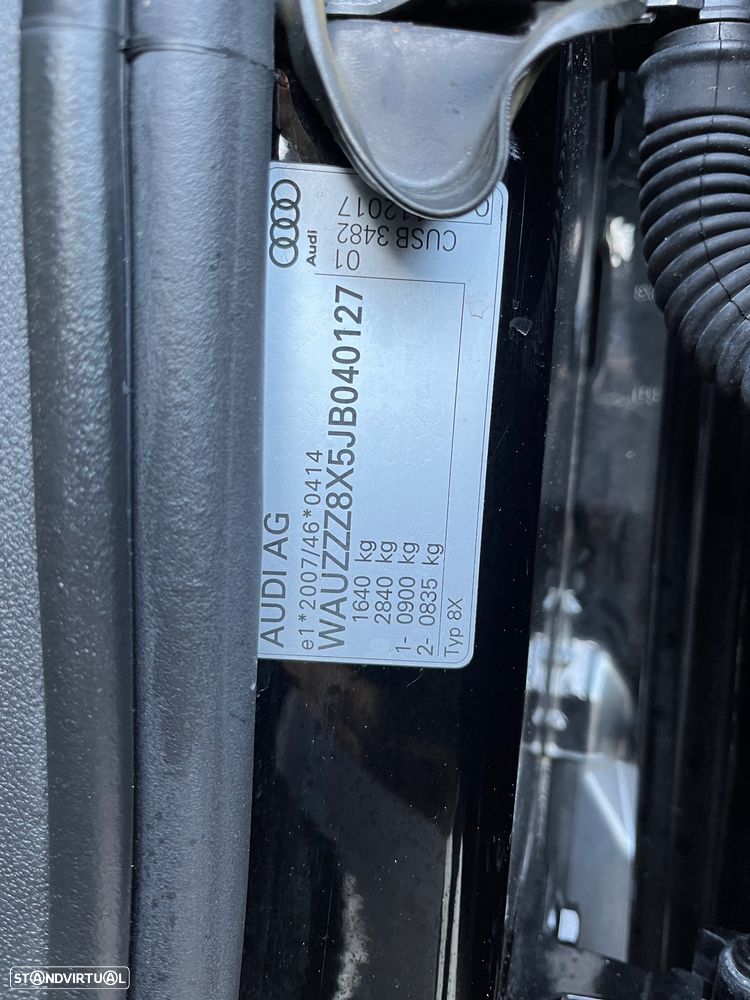 AUDI AG
e1*2007/46*0414
WAUZZZ8X5JB040127
1640 kg
2840 kg
1- 0900 kg
2- 0835 kg
Typ 8X
Audi
01
CUSB 3482
2017
STANDVIRTUAL